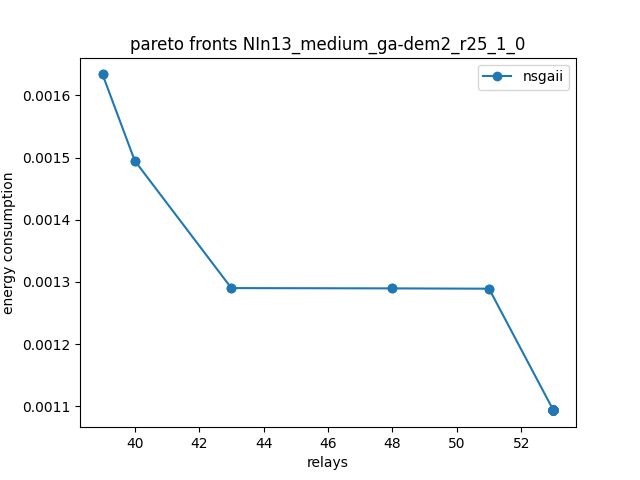 pareto fronts NIn13_medium_ga-dem2_r25_1_0
nsgaii
energy consumption
0.0016
0.0015
0.0014
0.0013
0.0012
0.0011
40 42 44 46 48 50 52
relays